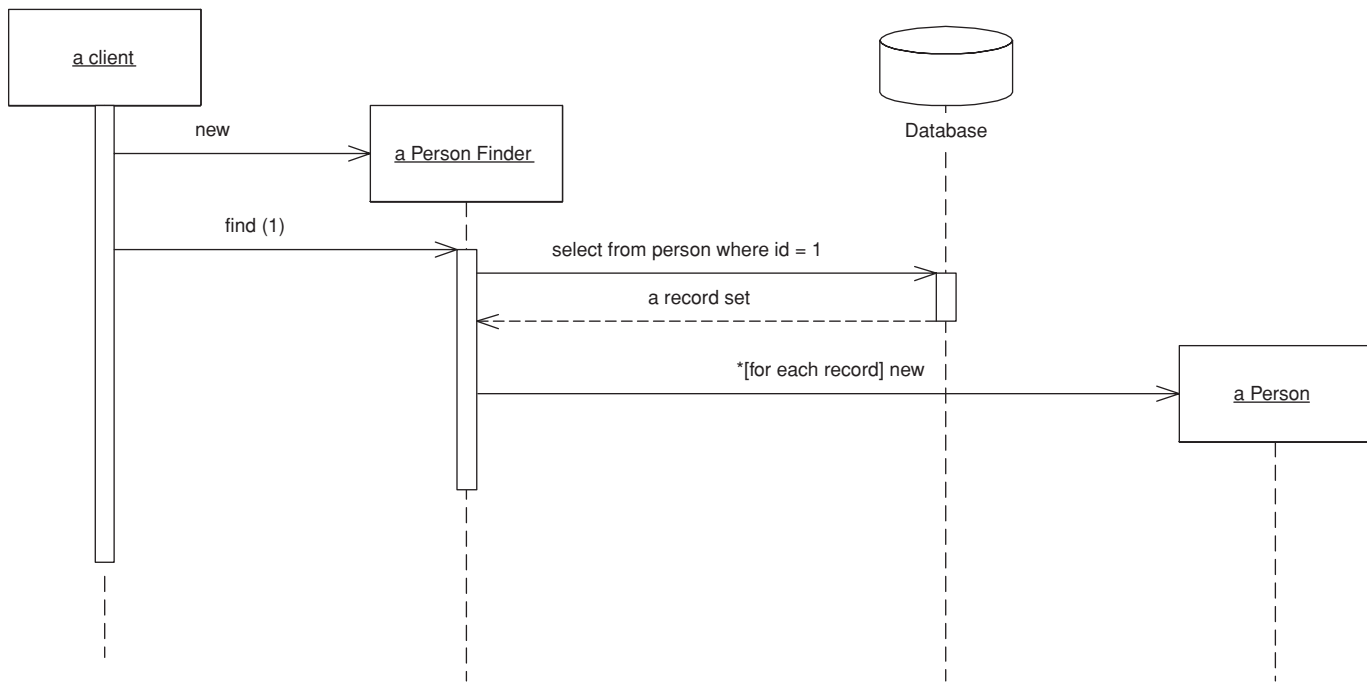 a client
new
a Person Finder
Database
find (1)
select from person where id = 1
a record set
*[for each record] new
a Person